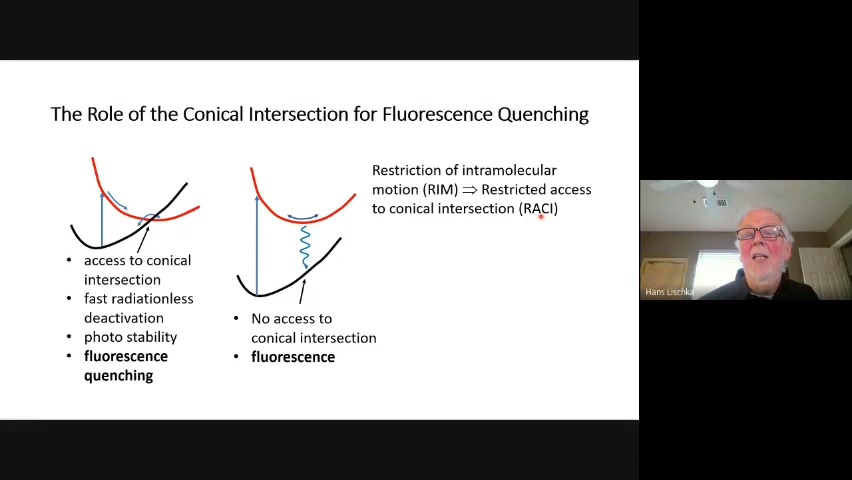 The Role of the Conical Intersection for Fluorescence Quenching
Restriction of intramolecular
motion (RIM) ⇒ Restricted access
to conical intersection (RACI)
• access to conical
intersection
• fast radiationless
deactivation
• photo stability
• fluorescence
quenching
• No access to
conical intersection
• fluorescence
Hans Lischka